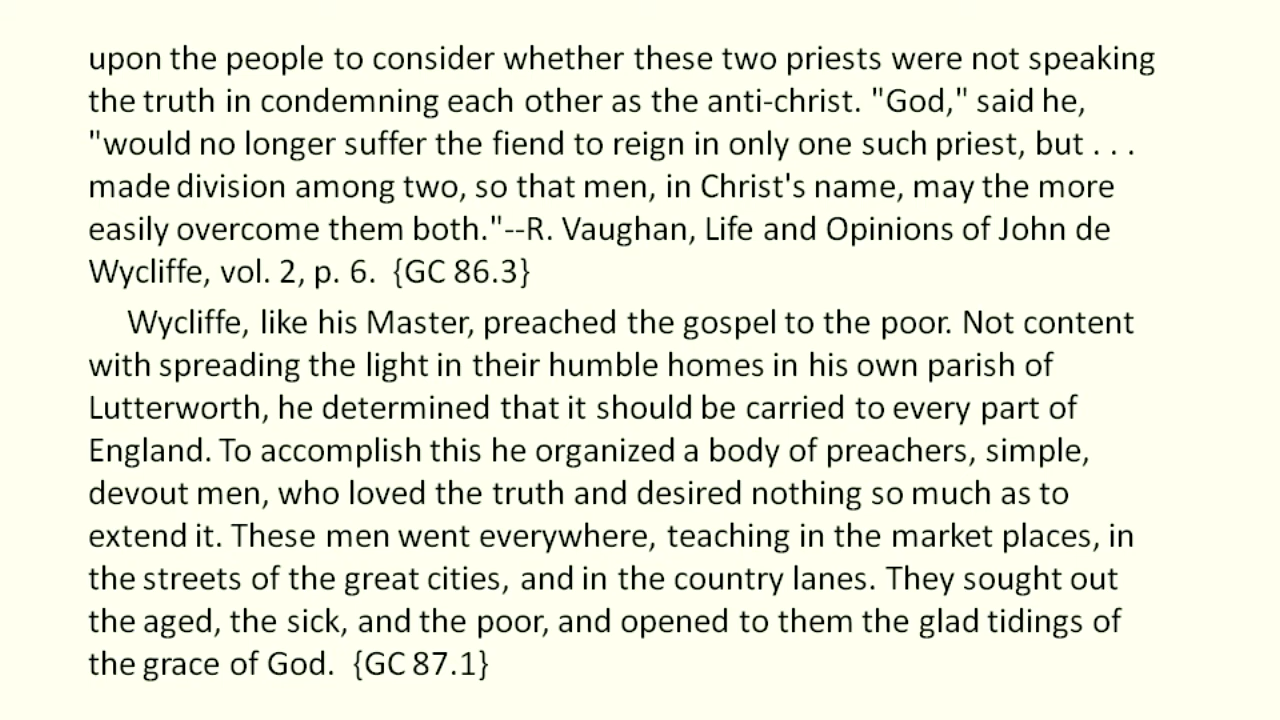 upon the people to consider whether these two priests were not speaking
the truth in condemning each other as the anti-christ. "God," said he,
"would no longer suffer the fiend to reign in only one such priest, but . . .
made division among two, so that men, in Christ's name, may the more
easily overcome them both."--R. Vaughan, Life and Opinions of John de
Wycliffe, vol. 2, p. 6.  {GC 86.3}
Wycliffe, like his Master, preached the gospel to the poor. Not content
with spreading the light in their humble homes in his own parish of
Lutterworth, he determined that it should be carried to every part of
England. To accomplish this he organized a body of preachers, simple,
devout men, who loved the truth and desired nothing so much as to
extend it. These men went everywhere, teaching in the market places, in
the streets of the great cities, and in the country lanes. They sought out
the aged, the sick, and the poor, and opened to them the glad tidings of
the grace of God.  {GC 87.1}